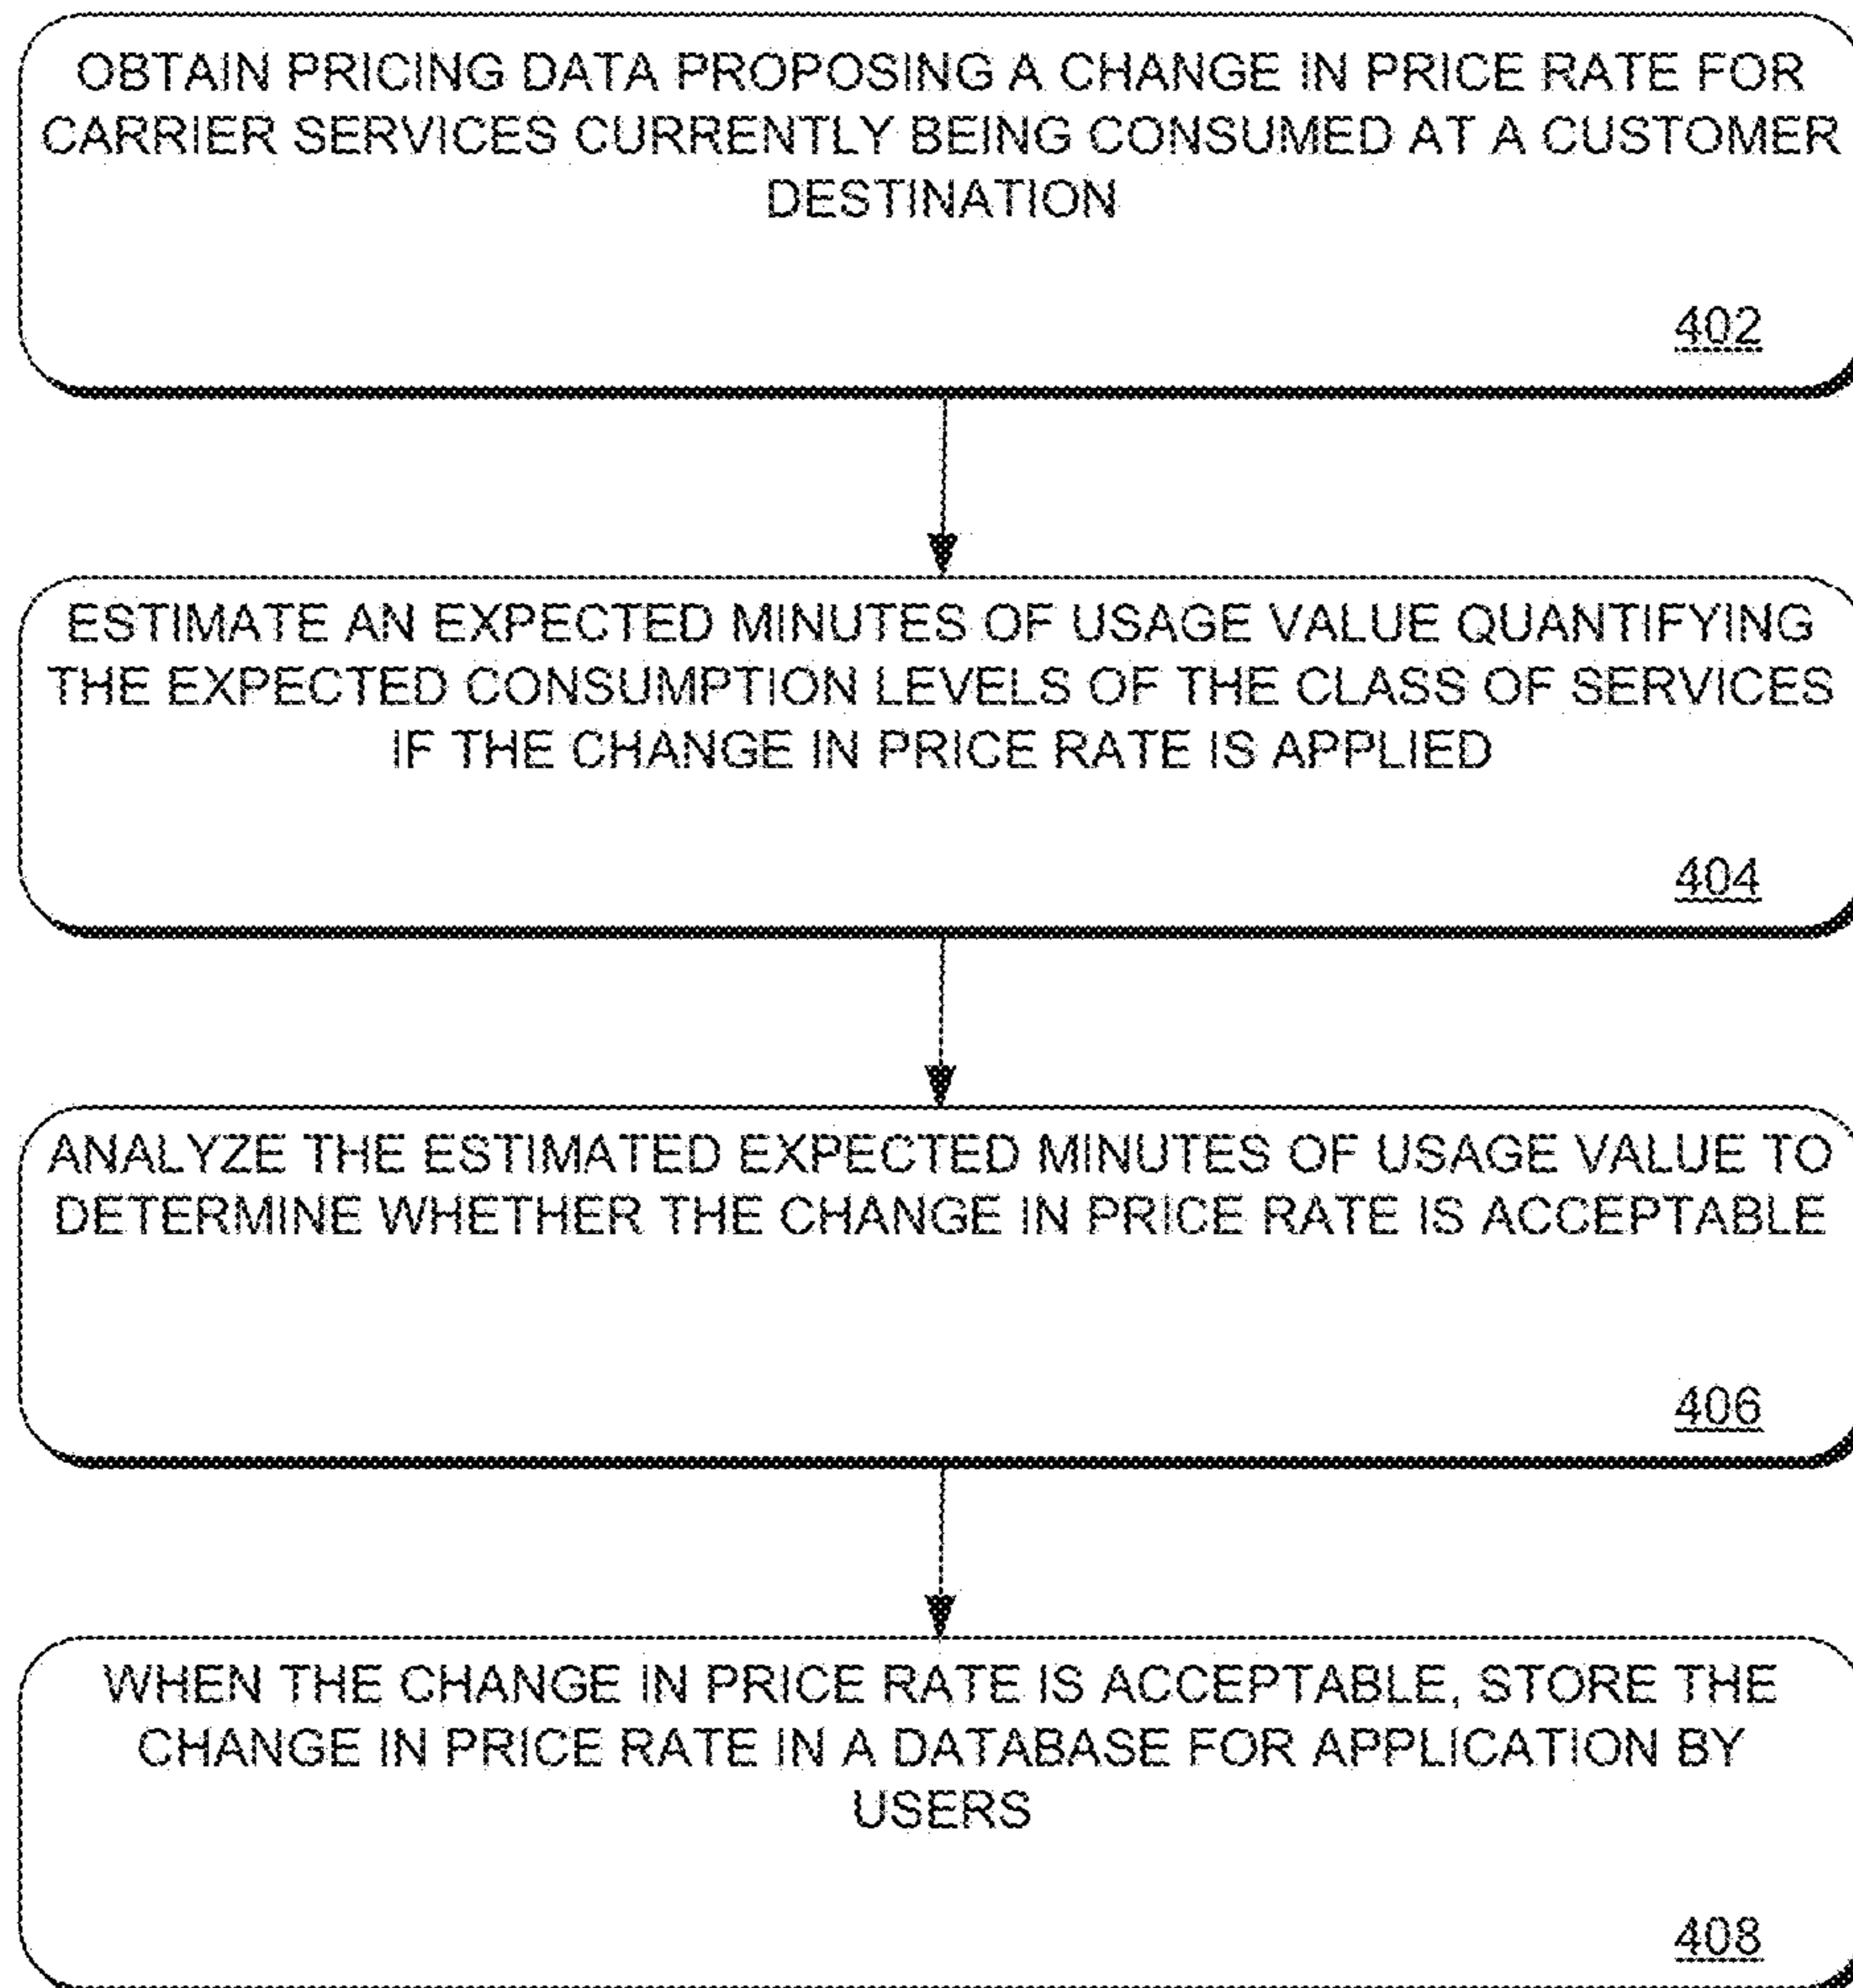 OBTAIN PRICING DATA PROPOSING A CHANGE IN PRICE RATE FOR
CARRIER SERVICES CURRENTLY BEING CONSUMED AT A CUSTOMER
DESTINATION
402
ESTIMATE AN EXPECTED MINUTES OF USAGE VALUE QUANTIFYING
THE EXPECTED CONSUMPTION LEVELS OF THE CLASS OF SERVICES
IF THE CHANGE IN PRICE RATE IS APPLIED
404
ANALYZE THE ESTIMATED EXPECTED MINUTES OF USAGE VALUE TO
DETERMINE WHETHER THE CHANGE IN PRICE RATE IS ACCEPTABLE
406
WHEN THE CHANGE IN PRICE RATE IS ACCEPTABLE, STORE THE
CHANGE IN PRICE RATE IN A DATABASE FOR APPLICATION BY
USERS
408